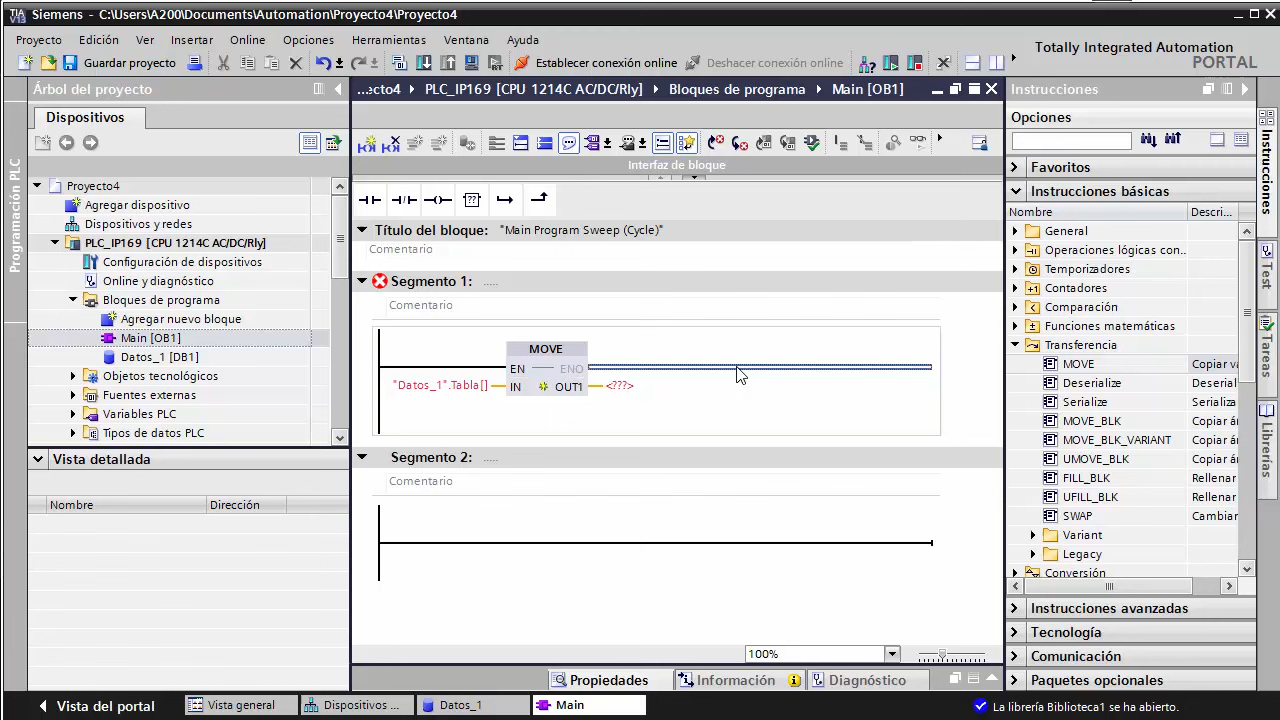 TIA V13 Siemens - C:\Users\A200\Documents\Automation\Proyecto4\Proyecto4
Proyecto Edición Ver Insertar Online Opciones Herramientas Ventana Ayuda
Totally Integrated Automation
PORTAL
Guardar proyecto
Establecer conexión online
Deshacer conexión online
Árbol del proyecto
...ecto4 PLC_IP169 [CPU 1214C AC/DC/Rly] Bloques de programa Main [OB1]
Instrucciones
Dispositivos
Opciones
Programación PLC
Proyecto4
Agregar dispositivo
Dispositivos y redes
PLC_IP169 [CPU 1214C AC/DC/Rly]
Configuración de dispositivos
Online y diagnóstico
Bloques de programa
Agregar nuevo bloque
Main [OB1]
Datos_1 [DB1]
Objetos tecnológicos
Fuentes externas
Variables PLC
Tipos de datos PLC
Vista detallada
Nombre Dirección
Interfaz de bloque
??
Título del bloque: "Main Program Sweep (Cycle)"
Comentario
Segmento 1: .....
Comentario
MOVE
EN ENO
"Datos_1".Tabla[] IN OUT1 <???>
Segmento 2: .....
Comentario
100%
Propiedades Información Diagnóstico
Favoritos
Instrucciones básicas
Nombre Descri...
General
Operaciones lógicas con..
Temporizadores
Contadores
Comparación
Funciones matemáticas
Transferencia
MOVE Copiar va
Deserialize Deserial
Serialize Serializa
MOVE_BLK Copiar ár
MOVE_BLK_VARIANT Copiar ár
UMOVE_BLK Copiar ár
FILL_BLK Rellenar
UFILL_BLK Rellenar
SWAP Cambiar
Variant
Legacy
Conversión
Instrucciones avanzadas
Tecnología
Comunicación
Paquetes opcionales
Instrucciones
Test
Tareas
Librerías
Vista del portal
Vista general
Dispositivos ...
Datos_1
Main
La librería Biblioteca1 se ha abierto.